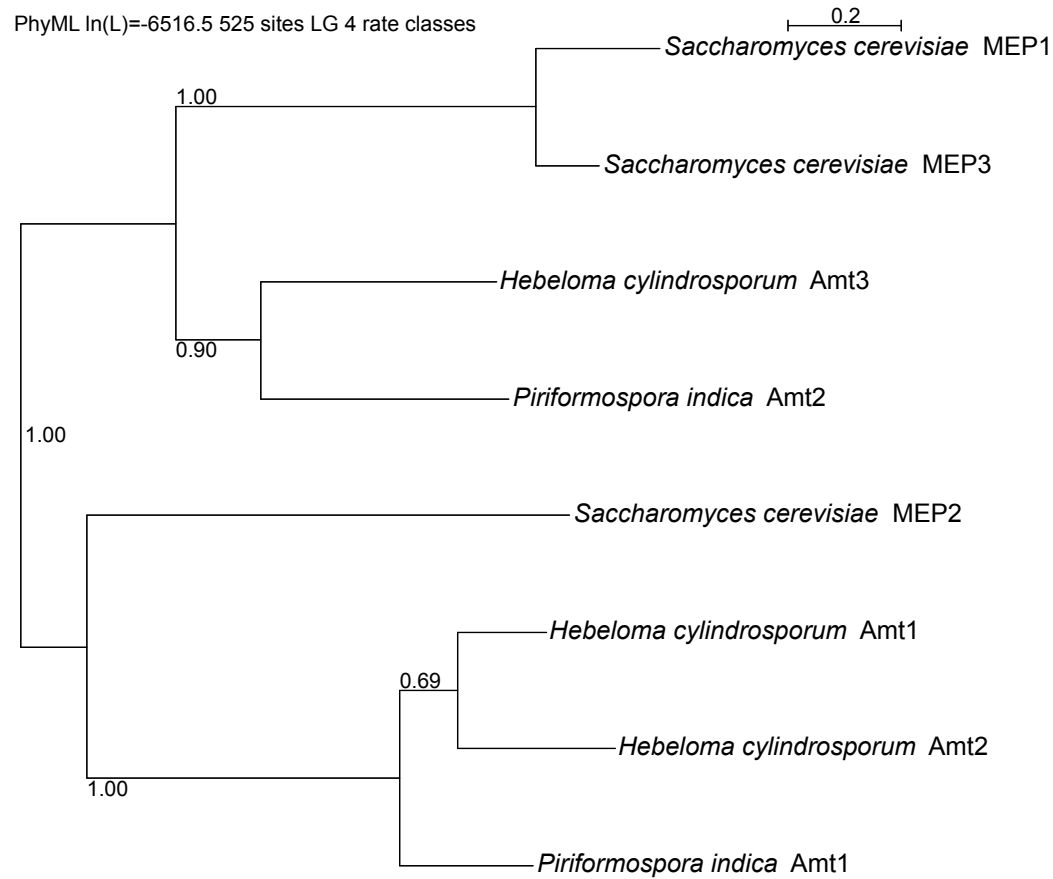 PhyML ln(L)=-6516.5 525 sites LG 4 rate classes
0.2
Saccharomyces cerevisiae MEP1
1.00
Saccharomyces cerevisiae MEP3
Hebeloma cylindrosporum Amt3
0.90
Piriformospora indica Amt2
1.00
Saccharomyces cerevisiae MEP2
Hebeloma cylindrosporum Amt1
0.69
Hebeloma cylindrosporum Amt2
1.00
Piriformospora indica Amt1